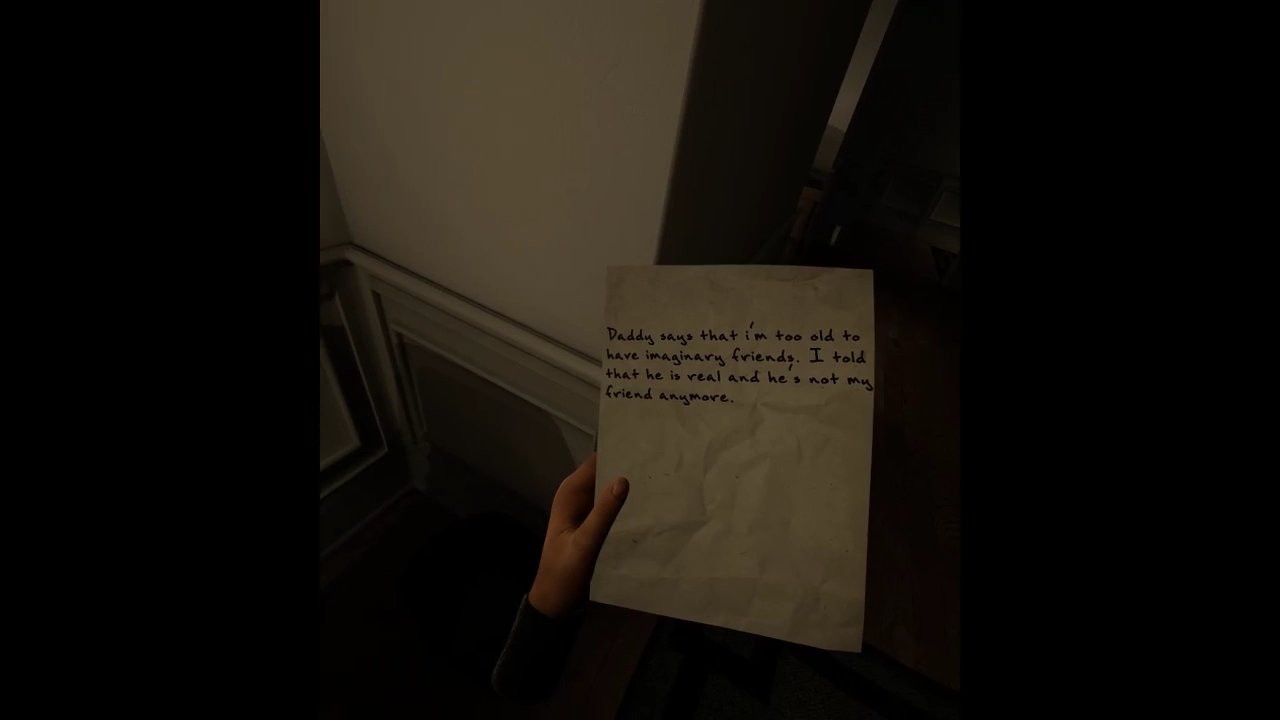 Daddy says that i'm too old to
have imaginary friends. I told
that he is real and he's not my
friend anymore.